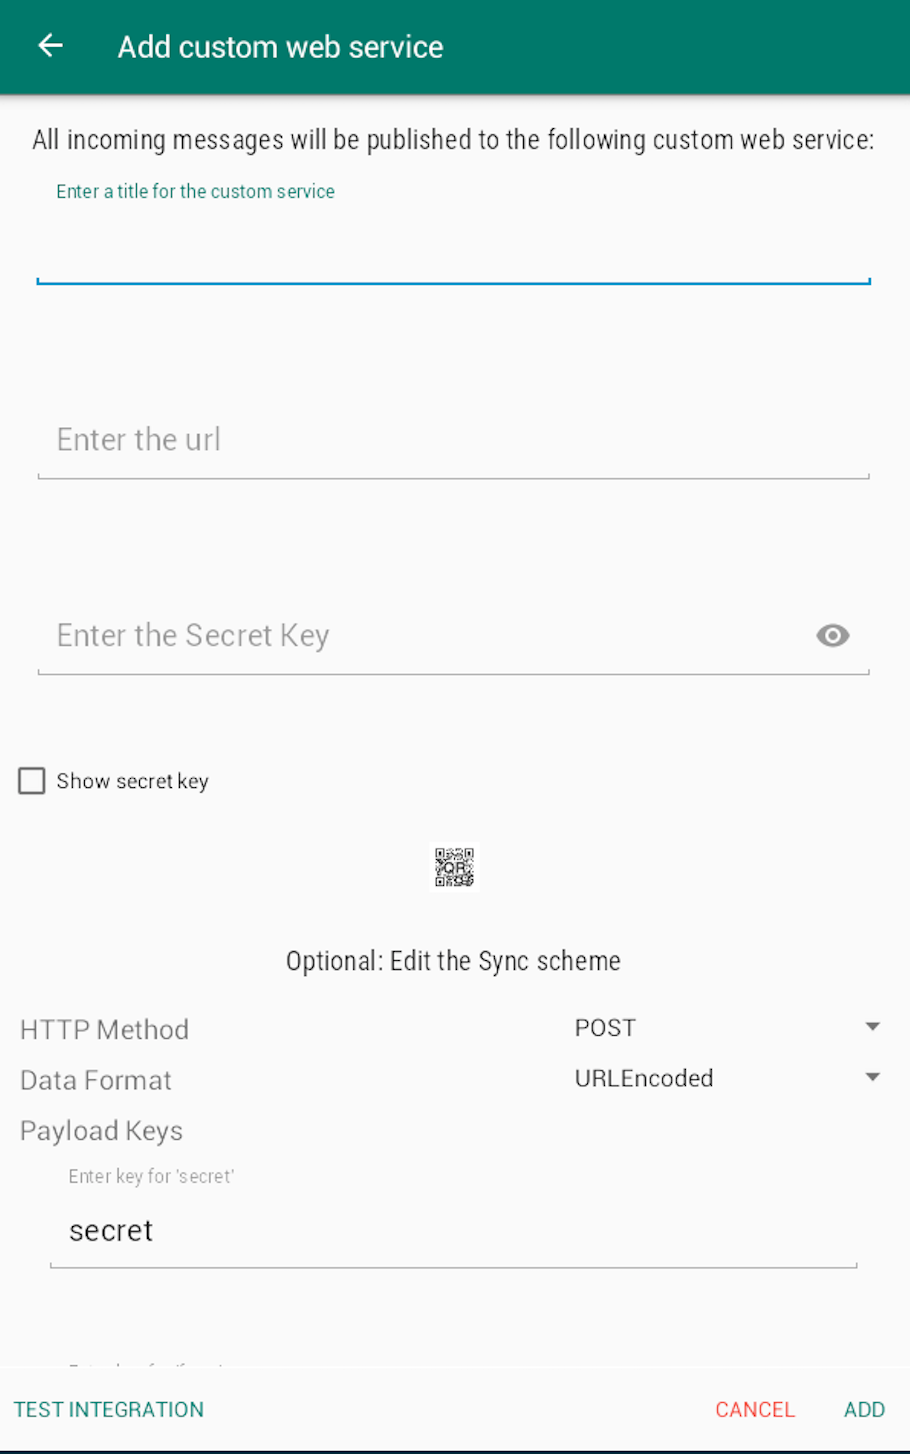 Add custom web service
All incoming messages will be published to the following custom web service:
Enter a title for the custom service
Enter the url
Enter the Secret Key
Show secret key
QR
Optional: Edit the Sync scheme
HTTP Method POST
Data Format URLEncoded
Payload Keys
Enter key for 'secret'
secret
TEST INTEGRATION CANCEL ADD